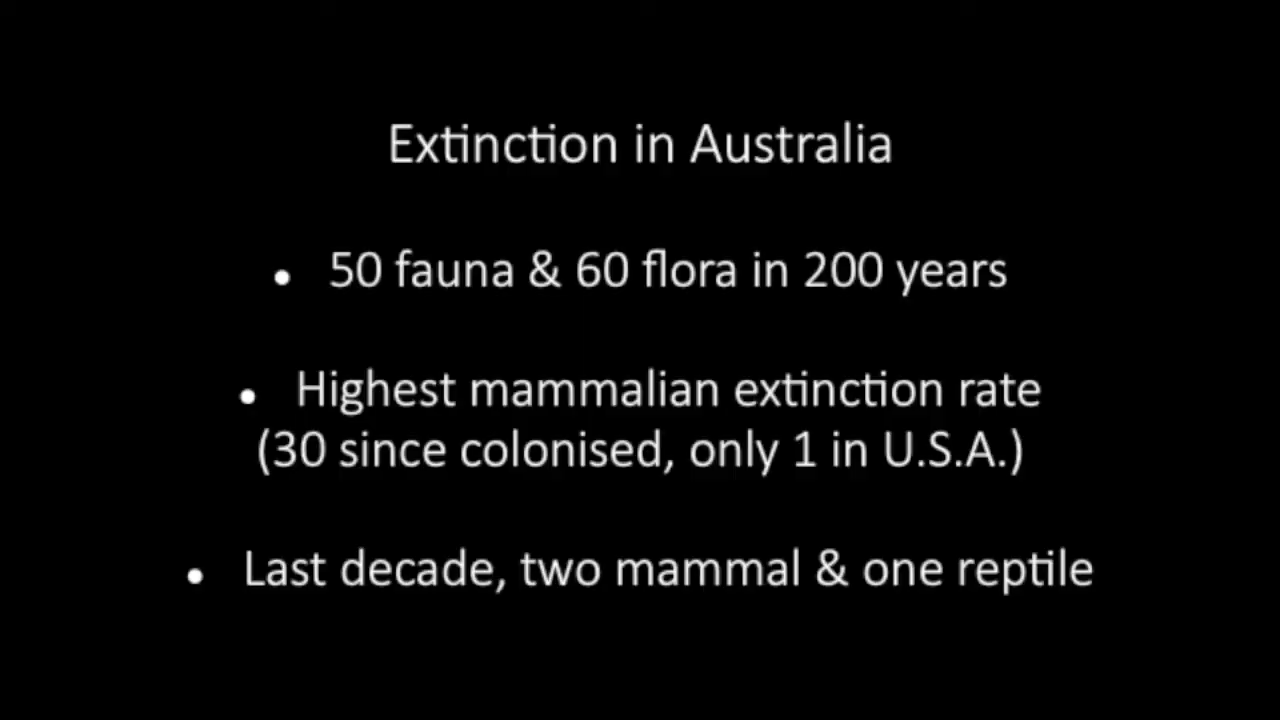 Extinction in Australia
• 50 fauna & 60 flora in 200 years
• Highest mammalian extinction rate
(30 since colonised, only 1 in U.S.A.)
• Last decade, two mammal & one reptile